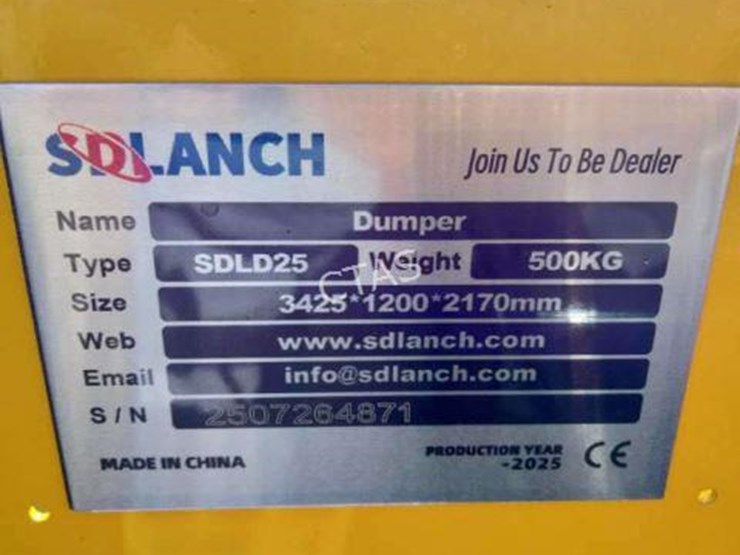 SDLANCH
Join Us To Be Dealer
Name Dumper
Type SDLD25 Weight 500KG
Size 3425*1200*2170mm
Web www.sdlanch.com
Email info@sdlanch.com
S / N 2507264871
MADE IN CHINA
PRODUCTION YEAR
-2025
CE
CTAS